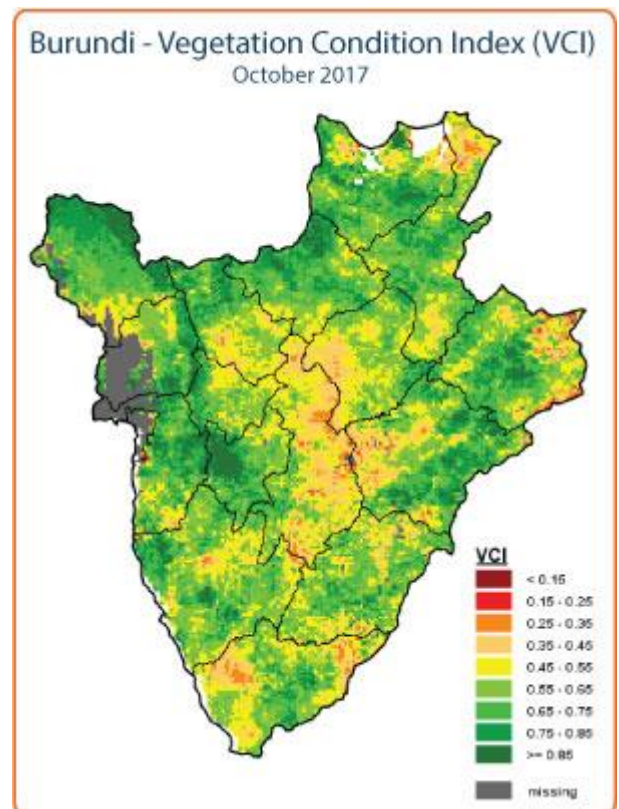 Burundi - Vegetation Condition Index (VCI)
October 2017
VCI
< 0.15
0.15 - 0.25
0.25 - 0.35
0.35 - 0.45
0.45 - 0.55
0.55 - 0.65
0.65 - 0.75
0.75 - 0.85
>= 0.85
missing